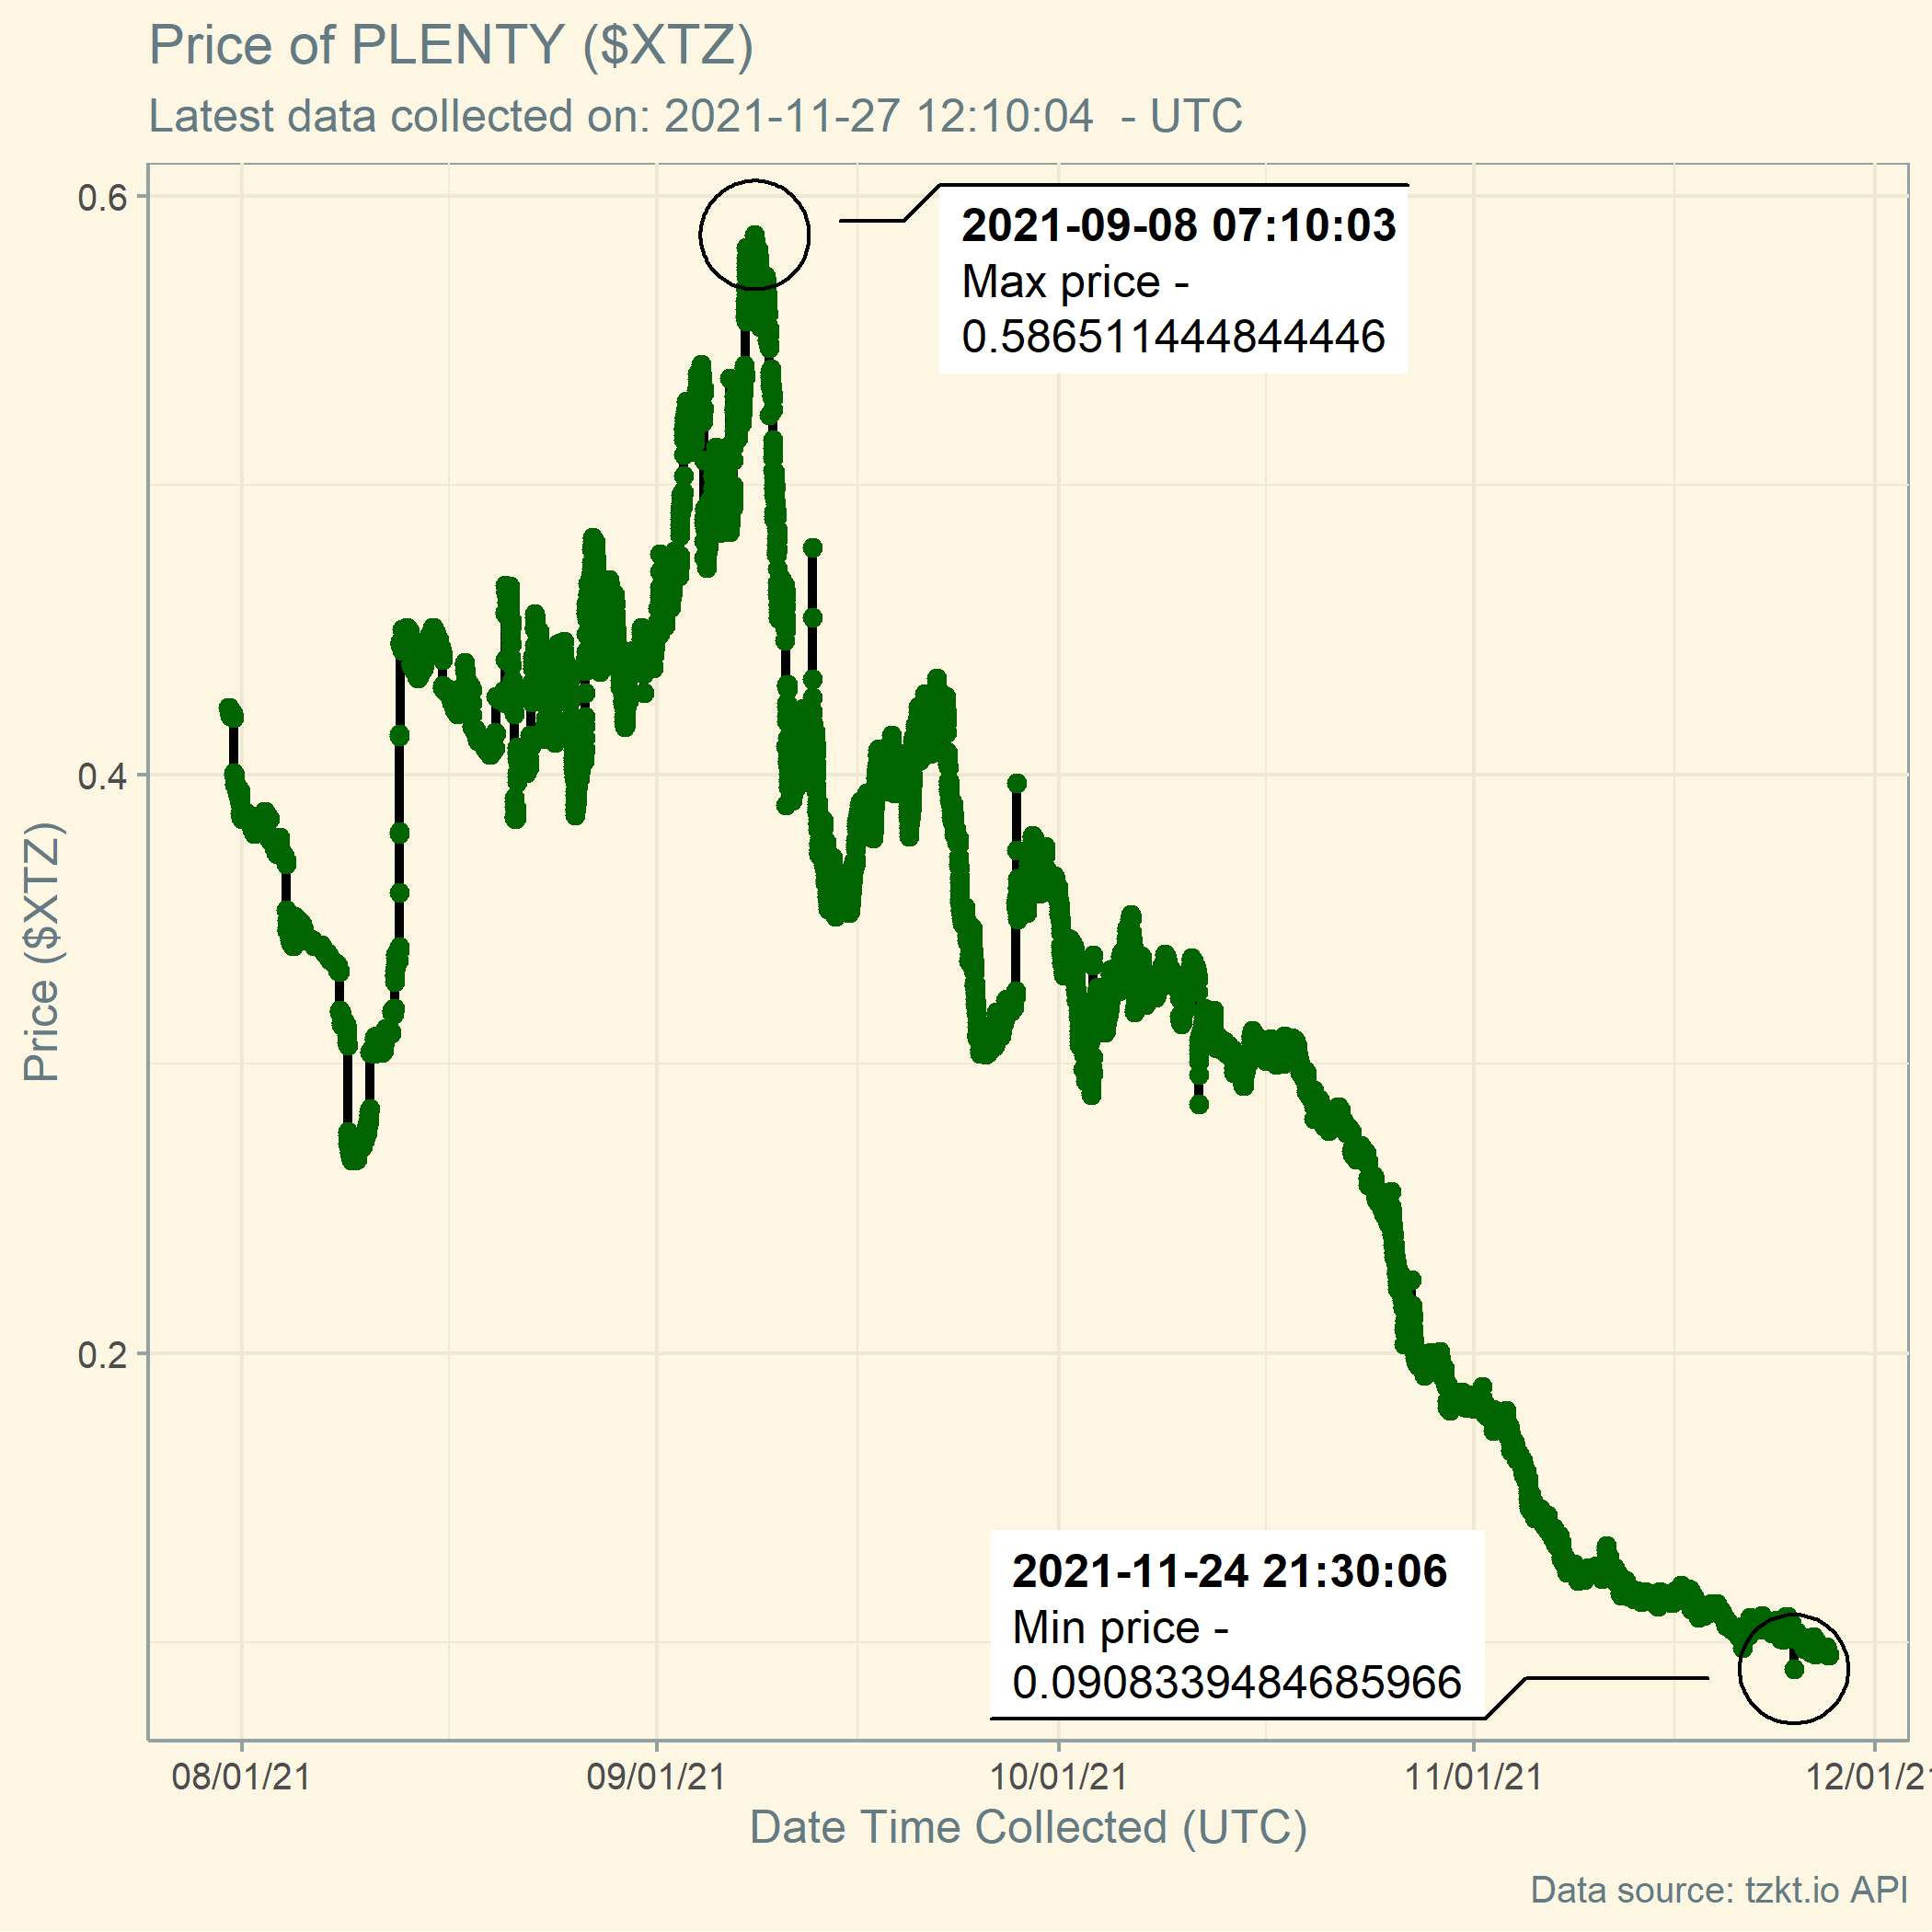 Price of PLENTY ($XTZ)
Latest data collected on: 2021-11-27 12:10:04 - UTC
0.6
2021-09-08 07:10:03
Max price -
0.586511444844446
0.4
Price ($XTZ)
0.2
2021-11-24 21:30:06
Min price -
0.0908339484685966
08/01/21 09/01/21 10/01/21 11/01/21 12/01/21
Date Time Collected (UTC)
Data source: tzkt.io API